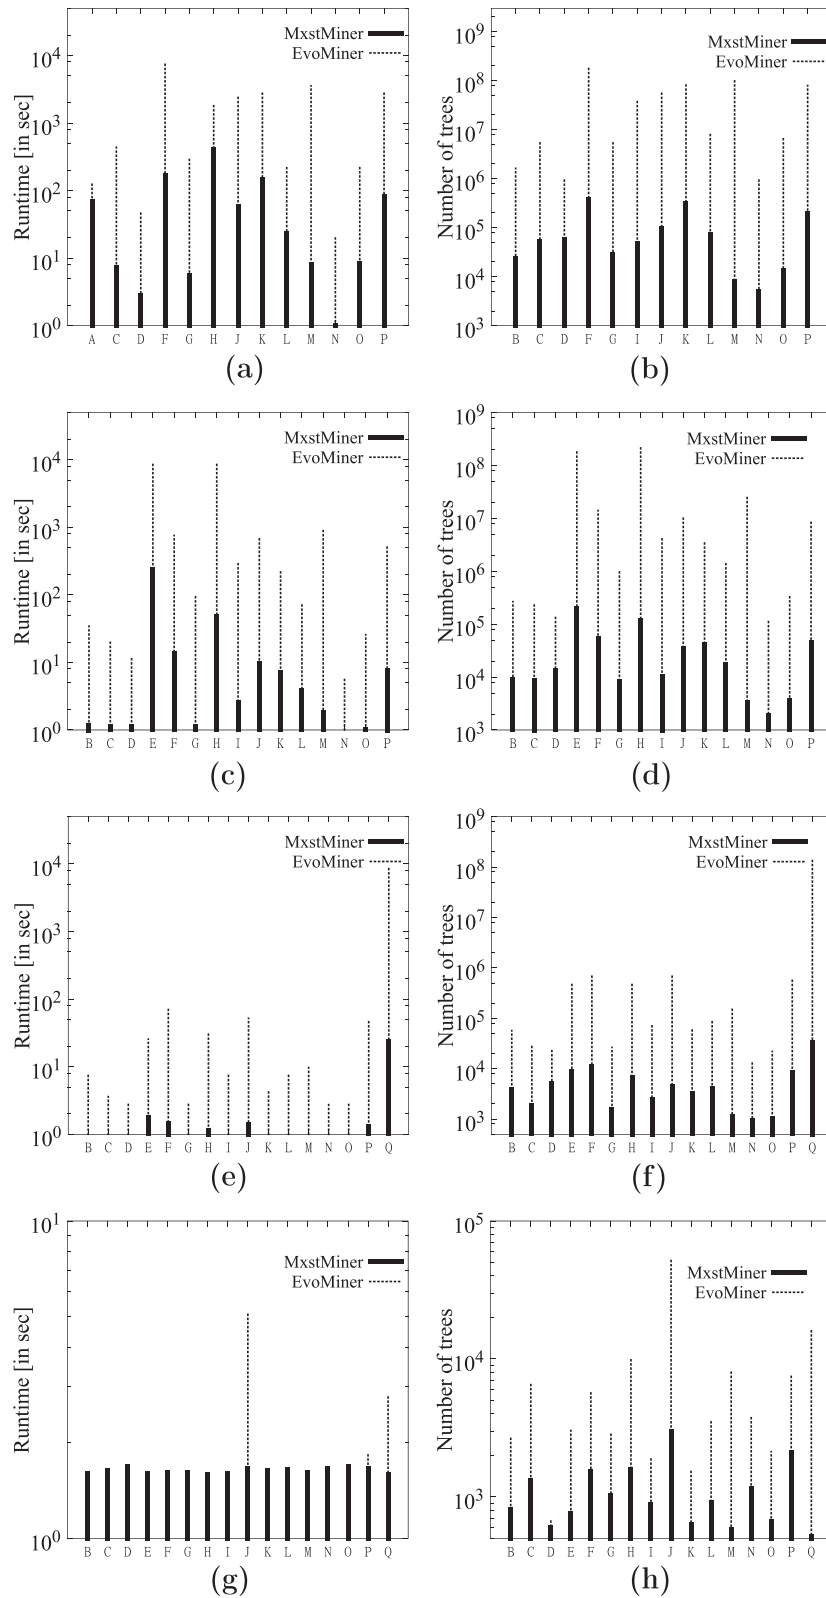 MxstMiner
EvoMiner
Runtime [in sec]
10^4
10^3
10^2
10^1
10^0
A C D F G H J K L M N O P
(a)
MxstMiner
EvoMiner
Number of trees
10^9
10^8
10^7
10^6
10^5
10^4
10^3
B C D F G I J K L M N O P
(b)
MxstMiner
EvoMiner
Runtime [in sec]
10^4
10^3
10^2
10^1
10^0
B C D E F G H I J K L M N O P
(c)
MxstMiner
EvoMiner
Number of trees
10^9
10^8
10^7
10^6
10^5
10^4
10^3
B C D E F G H I J K L M N O P
(d)
MxstMiner
EvoMiner
Runtime [in sec]
10^4
10^3
10^2
10^1
10^0
B C D E F G H I J K L M N O P Q
(e)
MxstMiner
EvoMiner
Number of trees
10^9
10^8
10^7
10^6
10^5
10^4
10^3
B C D E F G H I J K L M N O P Q
(f)
MxstMiner
EvoMiner
Runtime [in sec]
10^1
10^0
B C D E F G H I J K L M N O P Q
(g)
MxstMiner
EvoMiner
Number of trees
10^5
10^4
10^3
B C D E F G H I J K L M N O P Q
(h)